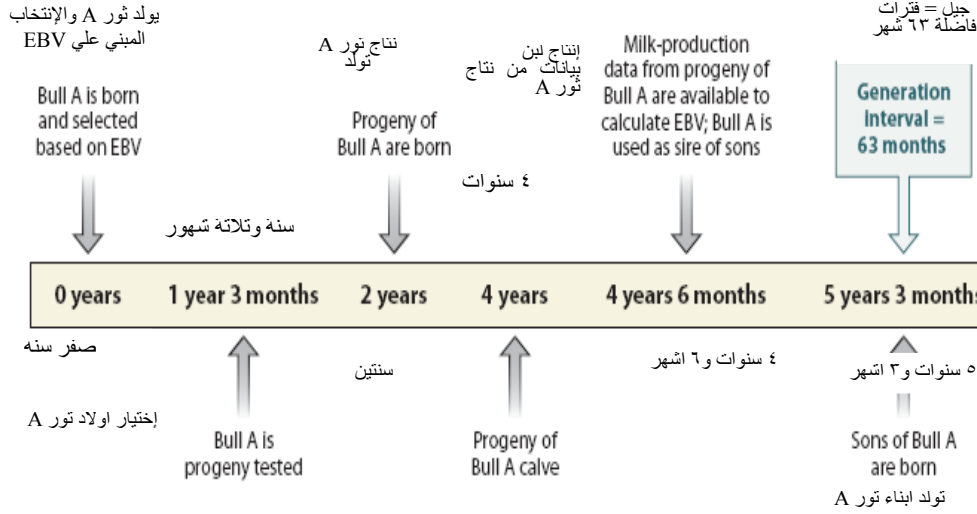 يولد ثور A والإنتخاب
المبني علي EBV
Bull A is born
and selected
based on EBV
نتاج ثور A
تولد
Progeny of
Bull A are born
إنتاج لبن
بيانات من نتاج
ثور A
Milk-production
data from progeny of
Bull A are available to
calculate EBV; Bull A is
used as sire of sons
جيل = فترات
فاصلة ٦٣ شهر
Generation
interval =
63 months
سنة وثلاثة شهور
٤ سنوات
0 years
1 year 3 months
2 years
4 years
4 years 6 months
5 years 3 months
صفر سنه
سنتين
٤ سنوات و٦ اشهر
٥ سنوات و٣ اشهر
إختيار اولاد ثور A
Bull A is
progeny tested
Progeny of
Bull A calve
Sons of Bull A
are born
تولد ابناء ثور A